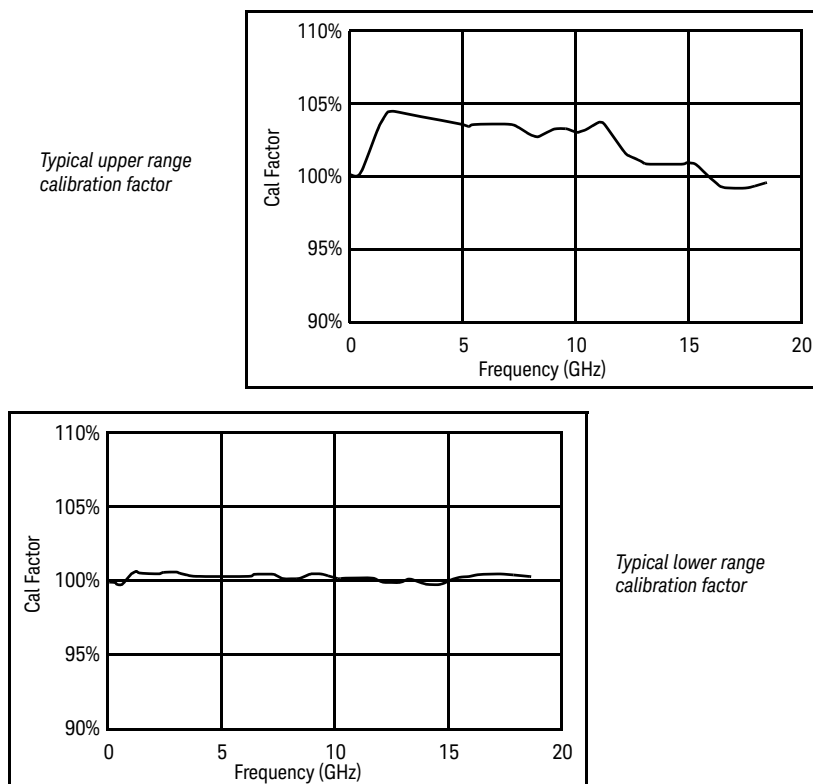 Typical upper range
calibration factor
Cal Factor
110%
105%
100%
95%
90%
0 5 10 15 20
Frequency (GHz)
Cal Factor
110%
105%
100%
95%
90%
0 5 10 15 20
Frequency (GHz)
Typical lower range
calibration factor